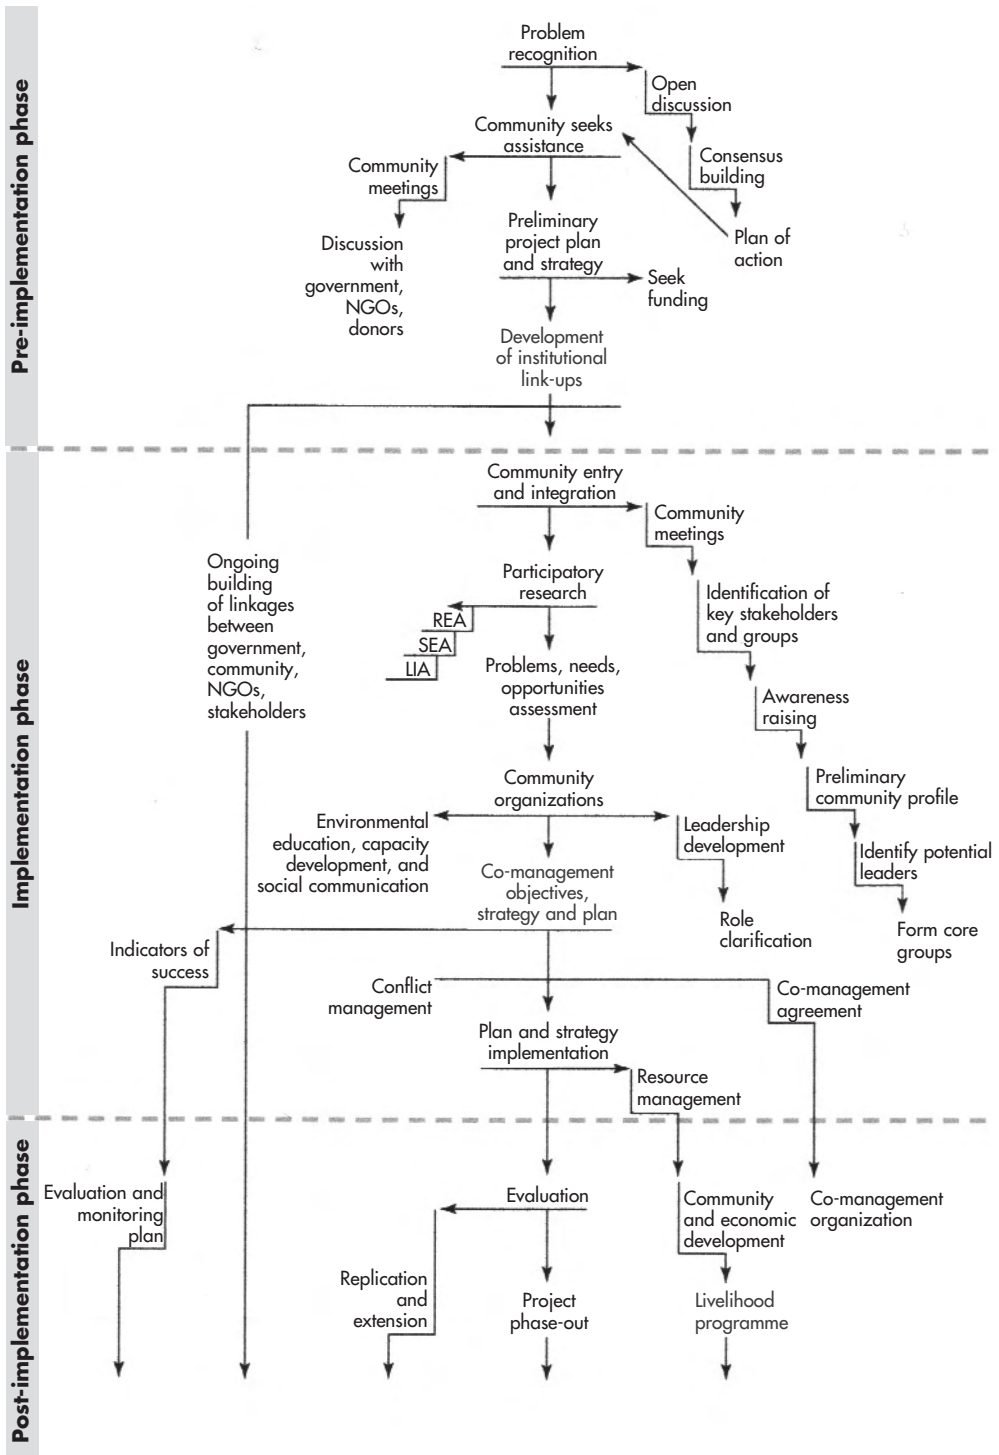 Pre-implementation phase
Problem
recognition
Open
discussion
Community seeks
assistance
Consensus
building
Community
meetings
Plan of
action
Preliminary
project plan
and strategy
Discussion
with
government,
NGOs,
donors
Seek
funding
Development
of institutional
link-ups
Implementation phase
Community entry
and integration
Community
meetings
Ongoing
building
of linkages
between
government,
community,
NGOs,
stakeholders
Participatory
research
REA
SEA
LIA
Identification of
key stakeholders
and groups
Problems, needs,
opportunities
assessment
Awareness
raising
Community
organizations
Preliminary
community profile
Environmental
education, capacity
development, and
social communication
Leadership
development
Identify potential
leaders
Co-management
objectives,
strategy and plan
Role
clarification
Form core
groups
Indicators of
success
Conflict
management
Co-management
agreement
Plan and strategy
implementation
Resource
management
Post-implementation phase
Evaluation and
monitoring
plan
Evaluation
Community
and economic
development
Co-management
organization
Replication
and
extension
Project
phase-out
Livelihood
programme